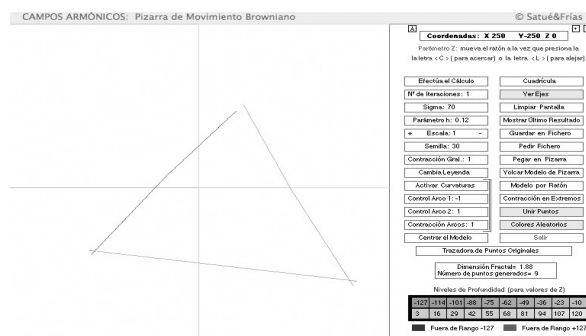 CAMPOS ARMÓNICOS: Pizarra de Movimiento Browniano
© Satué&Frías
A
Coordenadas: X 250 Y-250 Z 0
Parámetro Z: mueva el ratón a la vez que presiona la
la letra < C > ( para acercar) o la letra < L > ( para alejar)
Efectúa el Cálculo
Cuadrícula
Nº de Iteraciones: 1
Ver Ejes
Sigma: 70
Limpiar Pantalla
Parámetro h: 0.12
Mostrar Último Resultado
+ Escala: 1 -
Guardar en Fichero
Semilla: 30
Pedir Fichero
Contracción Gral.: 1
Pegar en Pizarra
Cambia Leyenda
Volcar Modelo de Pizarra
Activar Curvaturas
Modelo por Ratón
Control Arco 1: -1
Contracción en Extremos
Control Arco 2: 1
Unir Puntos
Contracción Arcos: 1
Colores Aleatorios
Centrar el Modelo
Salir
Trazadora de Puntos Originales
Dimensión Fractal= 1.88
Número de puntos generados= 9
Niveles de Profundidad (para valores de Z)
-127 -114 -101 -88 -75 -62 -49 -36 -23 -10
3 16 29 42 55 68 81 94 107 120
Fuera de Rango -127
Fuera de Rango +127